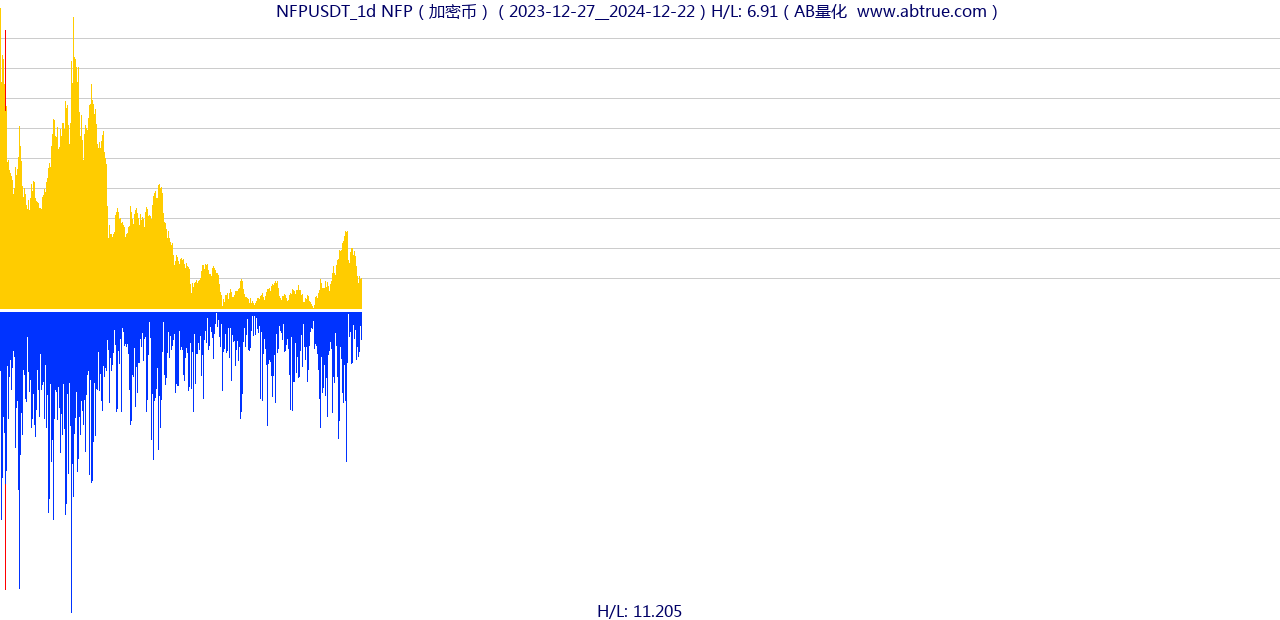 NFPUSDT_1d NFP ( 加密币 ) ( 2023-12-27__2024-12-22 ) H/L: 6.91 ( AB量化  www.abtrue.com )
H/L: 11.205